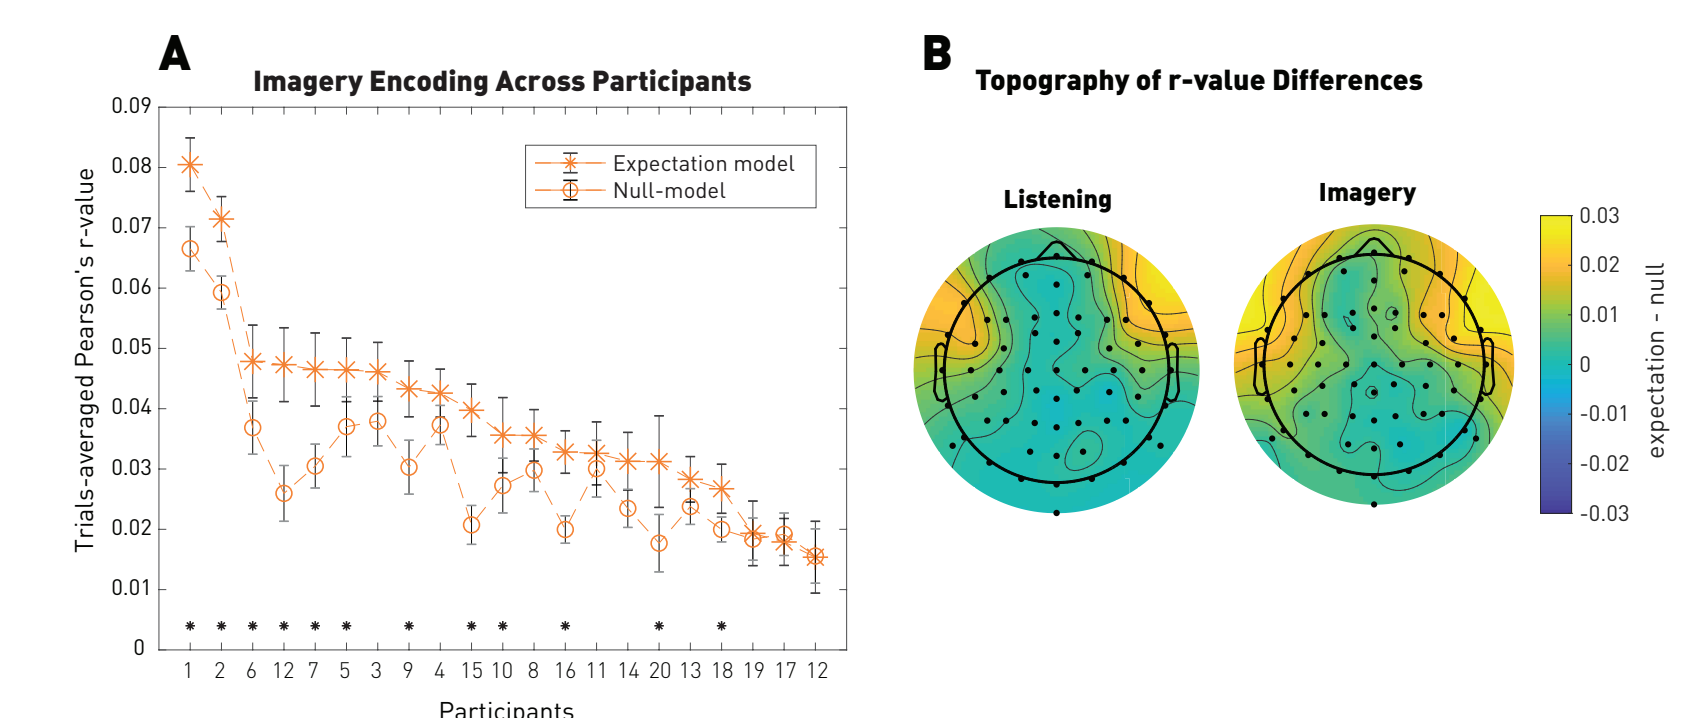 A
Imagery Encoding Across Participants
0.09
0.08
0.07
0.06
0.05
0.04
0.03
0.02
0.01
0
Trials-averaged Pearson's r-value
Expectation model
Null-model
* * * * * * * * * * * *
1 2 6 12 7 5 3 9 4 15 10 8 16 11 14 20 13 18 19 17 12
Participants
B
Topography of r-value Differences
Listening
Imagery
0.03
0.02
0.01
0
-0.01
-0.02
-0.03
expectation - null